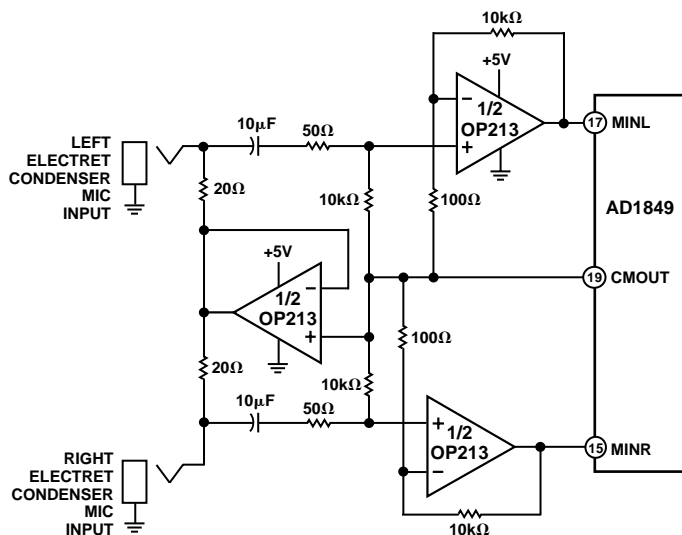 10kΩ
+5V
10µF
50Ω
–
1/2
OP213
+
17
MINL
LEFT
ELECTRET
CONDENSER
MIC
INPUT
20Ω
10kΩ
100Ω
AD1849
+5V
19
CMOUT
–
1/2
OP213
+
100Ω
20Ω
10kΩ
10µF
50Ω
+
1/2
OP213
–
15
MINR
RIGHT
ELECTRET
CONDENSER
MIC
INPUT
10kΩ